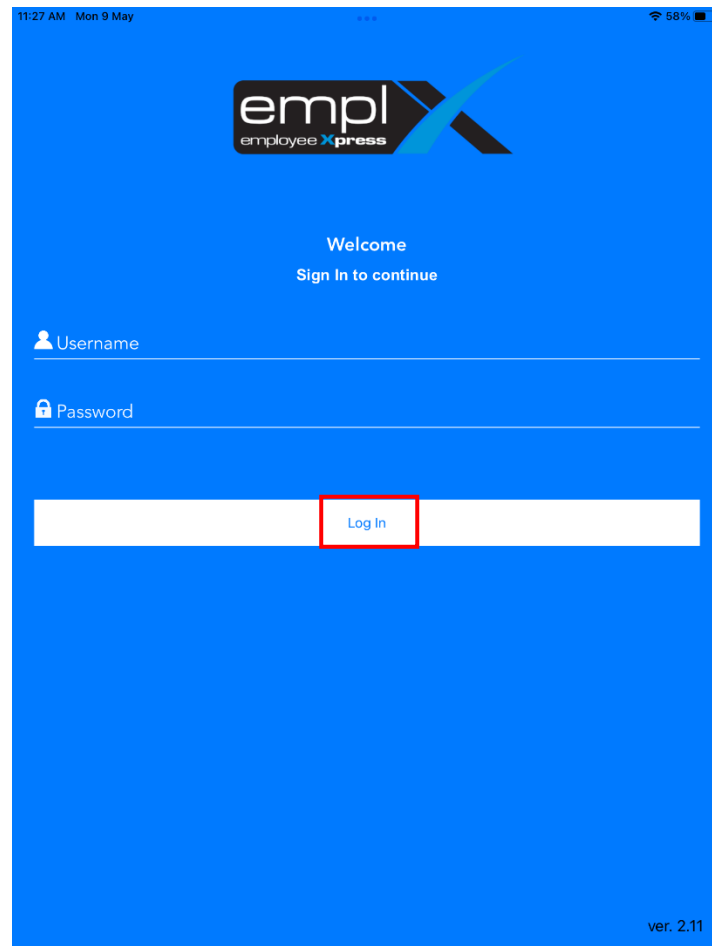 11:27 AM Mon 9 May
58%
empl X
employee Xpress
Welcome
Sign In to continue
Username
Password
Log In
ver. 2.11